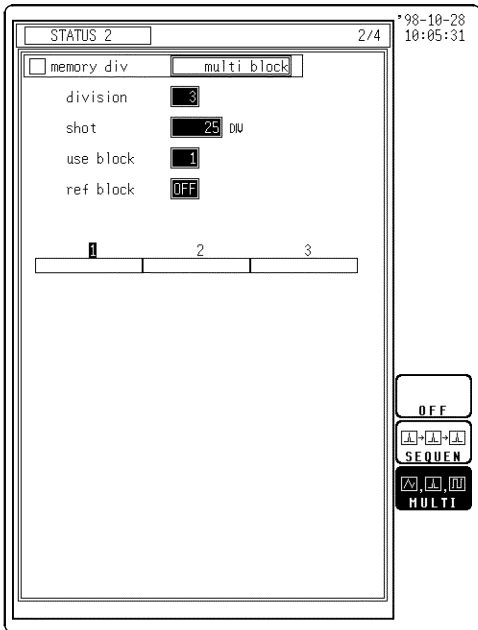 STATUS 2 2/4 '98-10-28
10:05:31
memory div multi block
division 3
shot 25 DIV
use block 1
ref block OFF
1 2 3
OFF
SEQUEN
MULTI